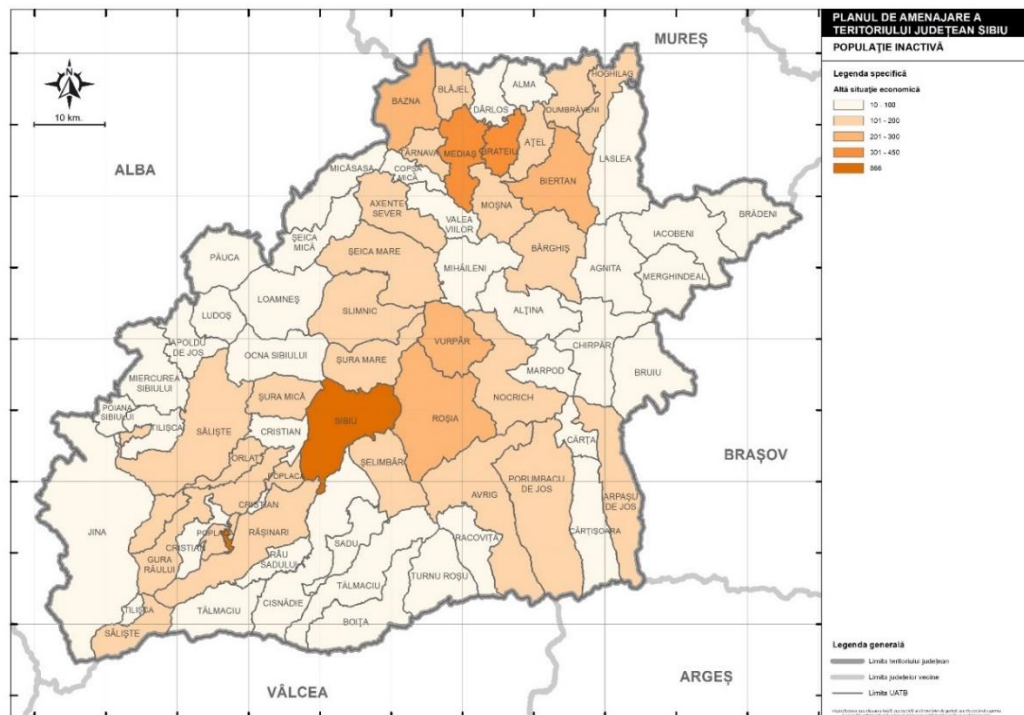 PLANUL DE AMENAJARE A
TERITORIULUI JUDEȚEAN SIBIU
POPULAȚIE INACTIVĂ
Legenda specifică
Altă situație economică
10 - 100
101 - 200
201 - 300
301 - 450
866
N
10 km.
MUREȘ
ALBA
BRAȘOV
ARGEȘ
VÂLCEA
HOGHILAG
BLĂJEL
ALMA
BAZNA
DÂRLOS
DUMBRĂVENI
AȚEL
TÂRNAVA
MEDIAȘ
BRATEIU
LASLEA
MICĂSASA
COPȘA
MICĂ
BIERTAN
AXENTE
SEVER
MOȘNA
VALEA
VIILOR
BRĂDENI
IACOBENI
ȘEICA
MICĂ
ȘEICA MARE
BÂRGHIȘ
PĂUCA
MIHĂILENI
AGNITA
MERGHINDEAL
LOAMNEȘ
SLIMNIC
ALȚINA
LUDOȘ
VURPĂR
CHIRPĂR
APOLDU
DE JOS
OCNA SIBIULUI
ȘURA MARE
MARPOD
BRUIU
MIERCUREA
SIBIULUI
ȘURA MICĂ
NOCRICH
POIANA
SIBIULUI
TILIȘCA
SĂLIȘTE
CRISTIAN
SIBIU
ROȘIA
CÂRȚA
ORLAT
ȘELIMBĂR
POPLACA
PORUMBACU
DE JOS
AVRIG
ARPAȘU
DE JOS
CRISTIAN
JINA
POPLACA
RĂȘINARI
CÂRȚIȘOARA
CRISTIAN
SADU
RACOVIȚA
GURA
RÂULUI
RÂU
SADULUI
TĂLMACIU
TURNU ROȘU
TILIȘCA
TĂLMACIU
CISNĂDIE
BOIȚA
SĂLIȘTE
Legenda generală
Limita teritoriului județean
Limita județelor vecine
Limita UATB